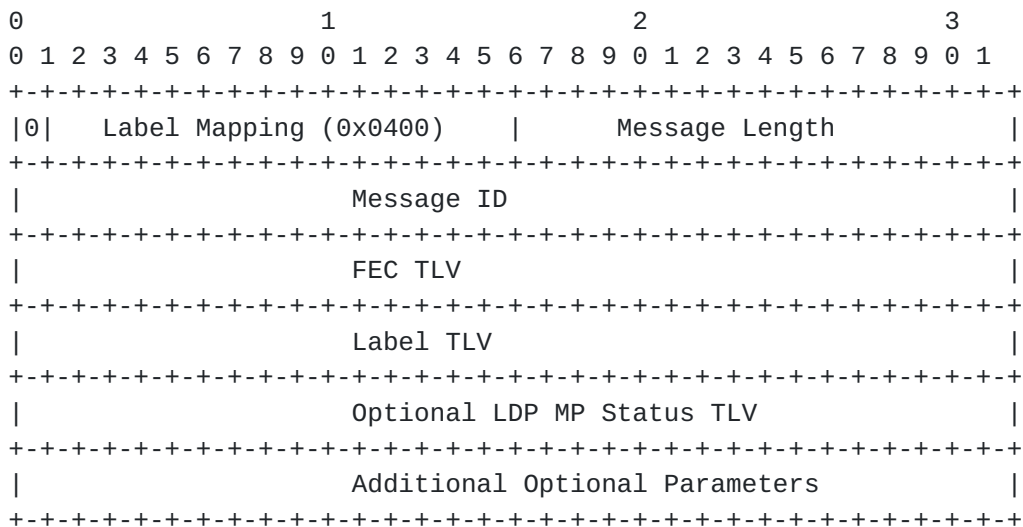 0                   1                   2                   3
0 1 2 3 4 5 6 7 8 9 0 1 2 3 4 5 6 7 8 9 0 1 2 3 4 5 6 7 8 9 0 1
+-+-+-+-+-+-+-+-+-+-+-+-+-+-+-+-+-+-+-+-+-+-+-+-+-+-+-+-+-+-+-+-+
|0|   Label Mapping (0x0400)    |      Message Length           |
+-+-+-+-+-+-+-+-+-+-+-+-+-+-+-+-+-+-+-+-+-+-+-+-+-+-+-+-+-+-+-+-+
|                     Message ID                                |
+-+-+-+-+-+-+-+-+-+-+-+-+-+-+-+-+-+-+-+-+-+-+-+-+-+-+-+-+-+-+-+-+
|                     FEC TLV                                   |
+-+-+-+-+-+-+-+-+-+-+-+-+-+-+-+-+-+-+-+-+-+-+-+-+-+-+-+-+-+-+-+-+
|                     Label TLV                                 |
+-+-+-+-+-+-+-+-+-+-+-+-+-+-+-+-+-+-+-+-+-+-+-+-+-+-+-+-+-+-+-+-+
|                     Optional LDP MP Status TLV                |
+-+-+-+-+-+-+-+-+-+-+-+-+-+-+-+-+-+-+-+-+-+-+-+-+-+-+-+-+-+-+-+-+
|                     Additional Optional Parameters            |
+-+-+-+-+-+-+-+-+-+-+-+-+-+-+-+-+-+-+-+-+-+-+-+-+-+-+-+-+-+-+-+-+